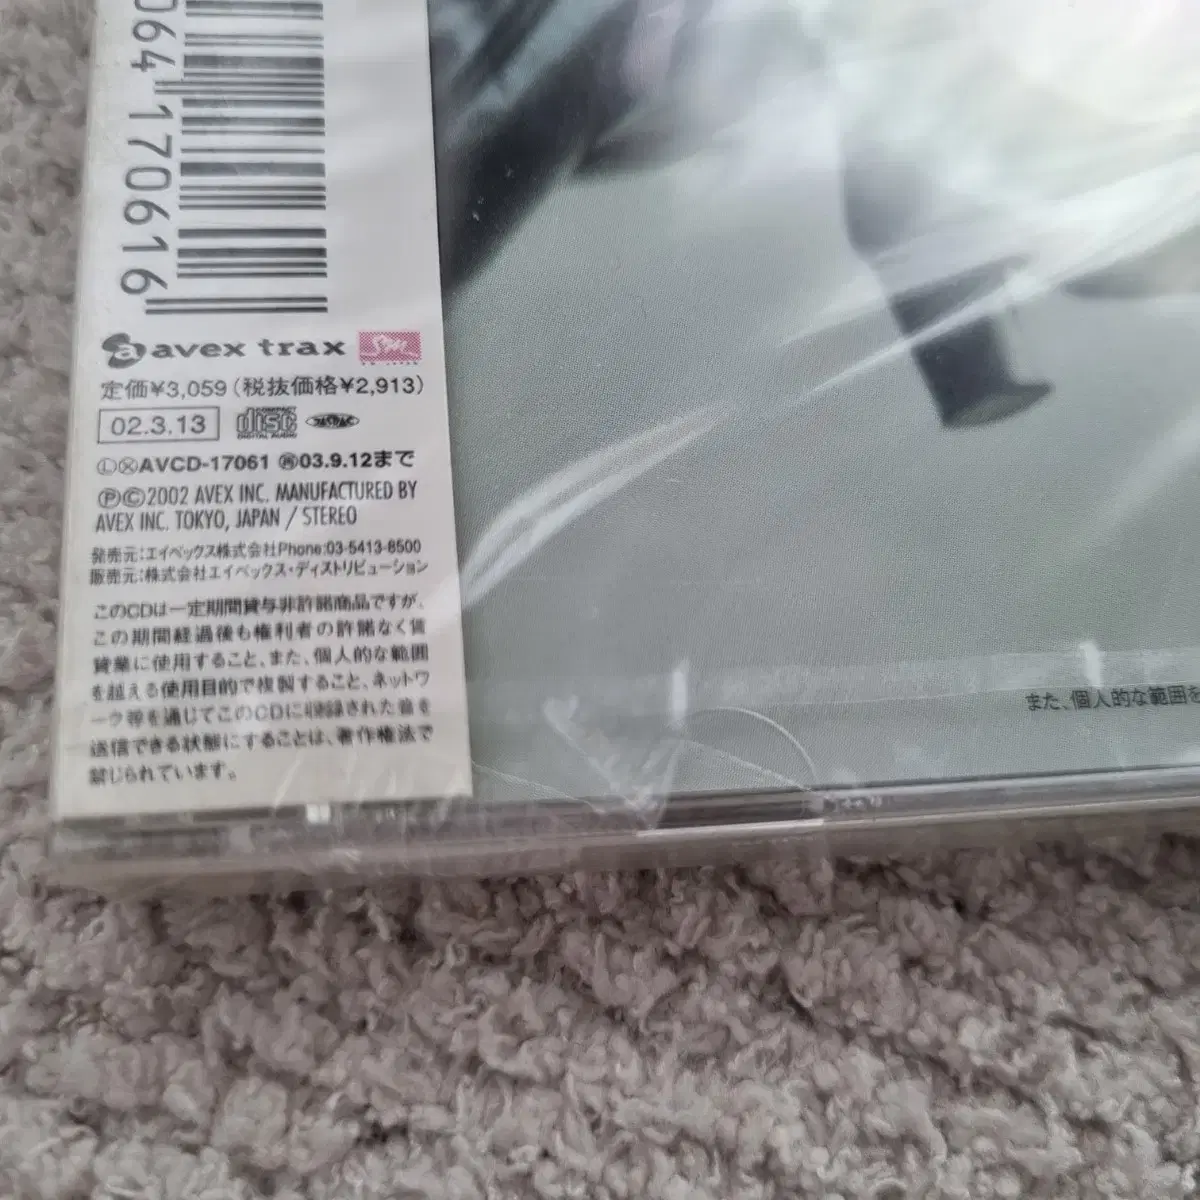 064 170616
avex trax
定価¥3,059（税抜価格¥2,913）
02.3.13 COMPACT disc DIGITAL AUDIO
ⓁⓍAVCD-17061 ㊞03.9.12まで
ⓅⒸ2002 AVEX INC. MANUFACTURED BY
AVEX INC. TOKYO, JAPAN / STEREO
発売元:エイベックス株式会社Phone:03-5413-8500
販売元:株式会社エイベックス・ディストリビューション
このCDは一定期間貸与非許諾商品ですが、
この期間経過後も権利者の許諾なく賃
貸業に使用すること、また、個人的な範囲
を越える使用目的で複製すること、ネットワ
ーク等を通じてこのCDに収録された音を
送信できる状態にすることは、著作権法で
禁じられています。
また、個人的な範囲を